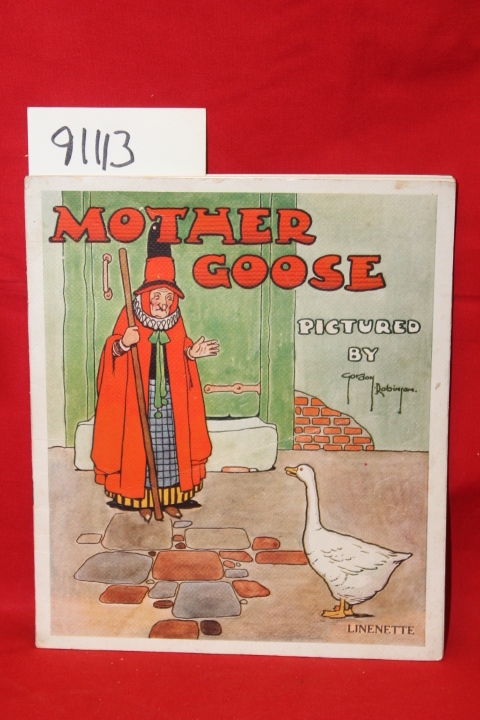 91113
MOTHER
GOOSE
PICTURED
BY
Gordon
Robinson.
LINENETTE